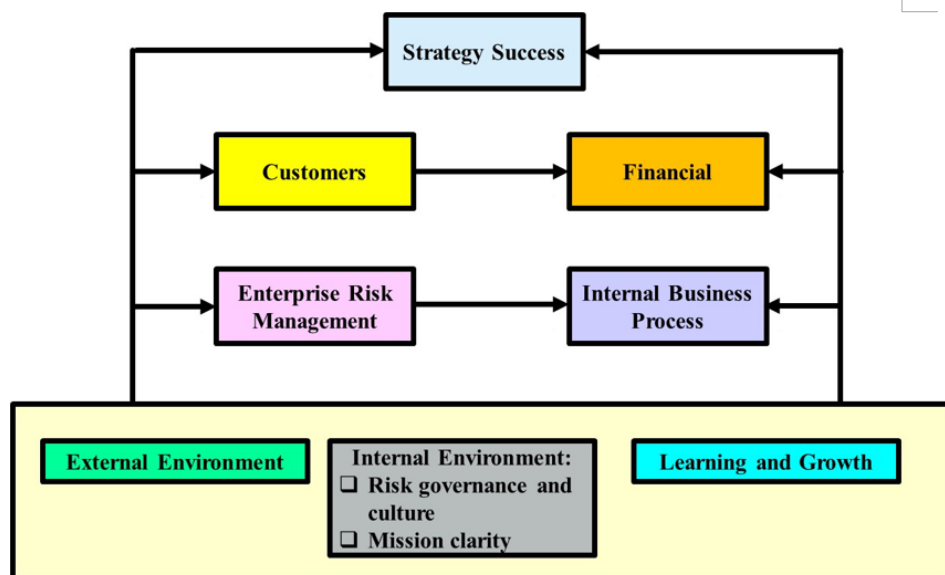 Strategy Success
Customers
Financial
Enterprise Risk
Management
Internal Business
Process
External Environment
Internal Environment:
❑ Risk governance and
culture
❑ Mission clarity
Learning and Growth